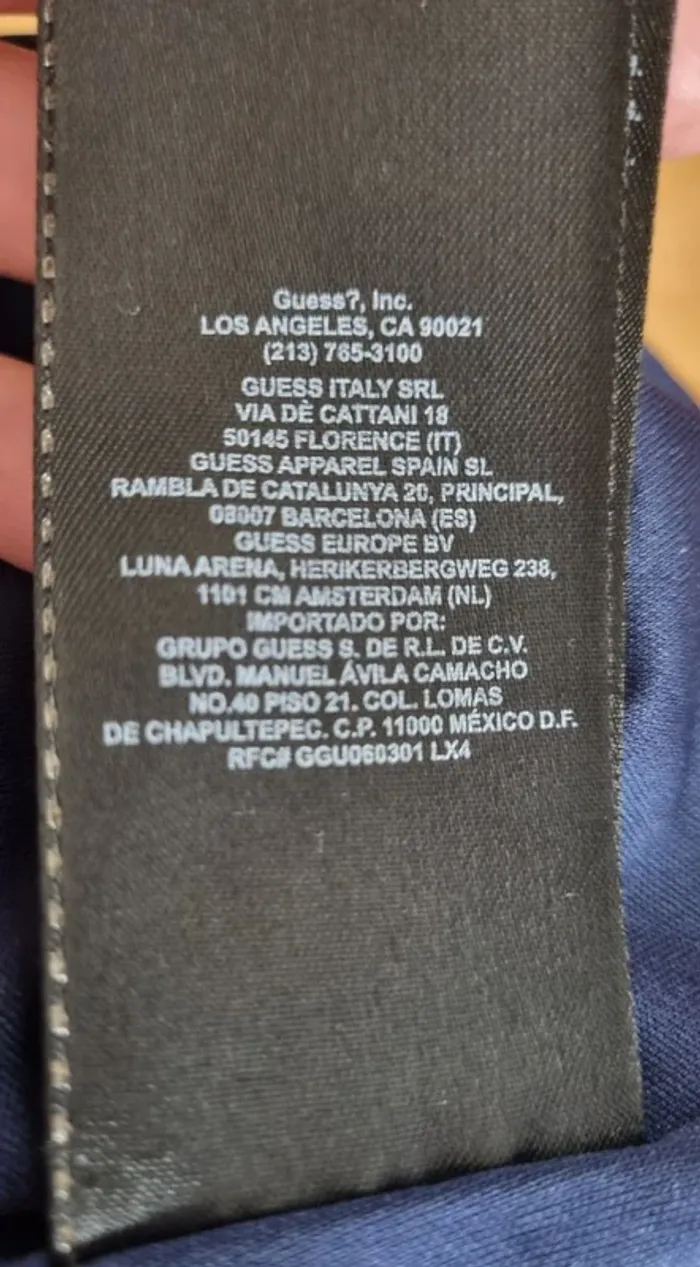 Guess?, Inc.
LOS ANGELES, CA 90021
(213) 765-3100
GUESS ITALY SRL
VIA DÈ CATTANI 18
50145 FLORENCE (IT)
GUESS APPAREL SPAIN SL
RAMBLA DE CATALUNYA 20, PRINCIPAL,
08007 BARCELONA (ES)
GUESS EUROPE BV
LUNA ARENA, HERIKERBERGWEG 238,
1101 CM AMSTERDAM (NL)
IMPORTADO POR:
GRUPO GUESS S. DE R.L. DE C.V.
BLVD. MANUEL ÁVILA CAMACHO
NO.40 PISO 21. COL. LOMAS
DE CHAPULTEPEC. C.P. 11000 MÉXICO D.F.
RFC# GGU060301 LX4